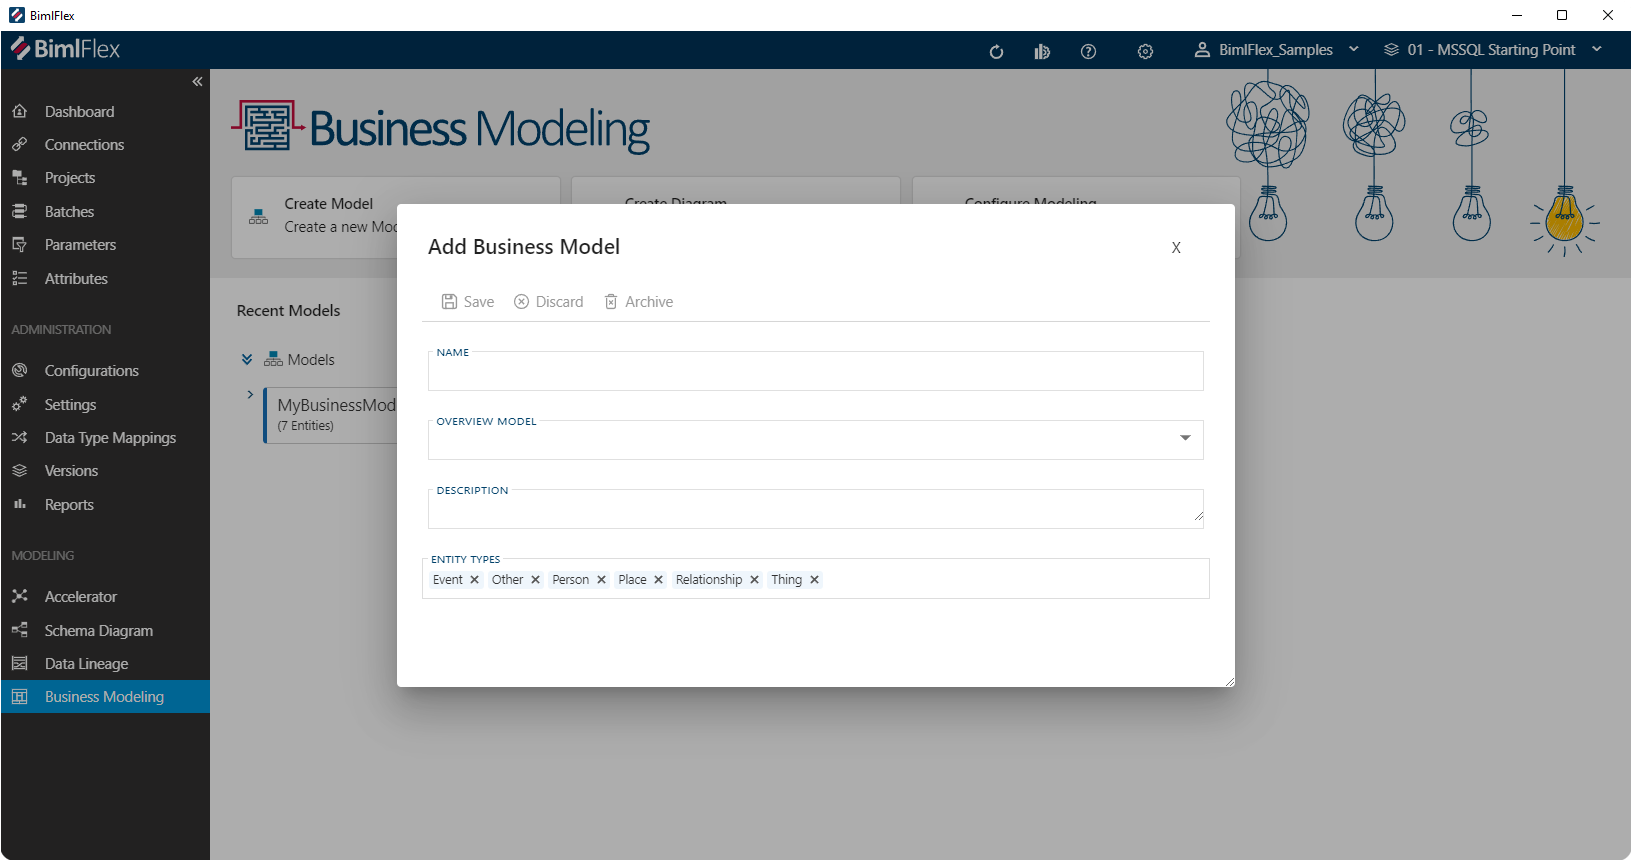 BimlFlex
BimlFlex
BimlFlex_Samples
01 - MSSQL Starting Point
Dashboard
Connections
Projects
Batches
Parameters
Attributes
ADMINISTRATION
Configurations
Settings
Data Type Mappings
Versions
Reports
MODELING
Accelerator
Schema Diagram
Data Lineage
Business Modeling
Business Modeling
Create Model
Create a new Mod
Create Diagram
Configure Modeling
Recent Models
Models
MyBusinessMod
(7 Entities)
Add Business Model
X
Save
Discard
Archive
NAME
OVERVIEW MODEL
DESCRIPTION
ENTITY TYPES
Event ✕ Other ✕ Person ✕ Place ✕ Relationship ✕ Thing ✕